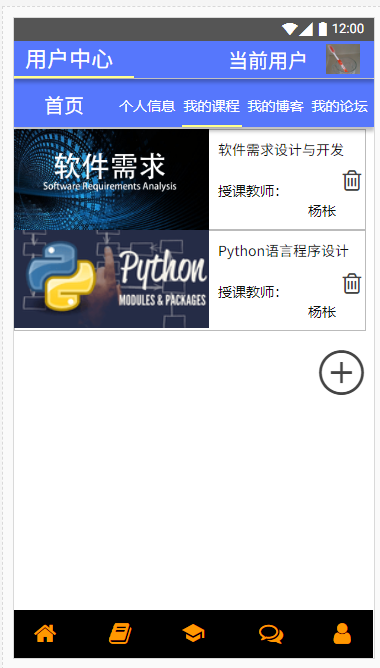 12:00
用户中心 当前用户
首页 个人信息 我的课程 我的博客 我的论坛
软件需求
Software Requirements Analysis
软件需求设计与开发
授课教师：
杨枨
Python
MODULES & PACKAGES
Python语言程序设计
授课教师：
杨枨